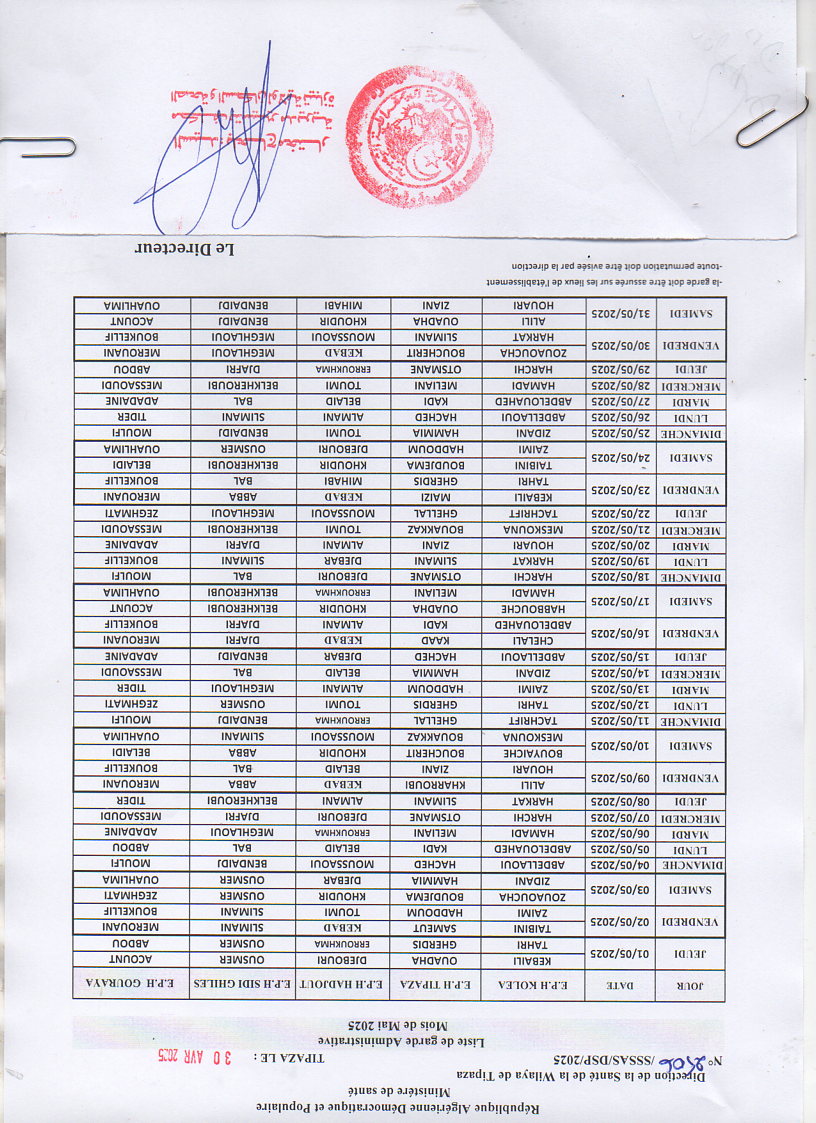 République Algérienne Démocratique et Populaire
Ministére de santé
Direction de la Santé de la Wilaya de Tipaza
N° 2506 /SSSAS/DSP/2025 TIPAZA LE : 30 AVR 2025
Liste de garde Administrative
Mois de Mai 2025
JOUR DATE E.P.H KOLEA E.P.H TIPAZA E.P.H HADJOUT E.P.H SIDI GHILES E.P.H GOURAYA
JEUDI 01/05/2025 KEBAILI OUADHA DJEBOURI OUSMER ACOUNT
TAHRI GHERDIS ERROUKHMA OUSMER ABDOU
VENDREDI 02/05/2025 TAIBINI SAMEUT KEBAD SLIMANI MEROUANI
ZAIMI HADDOUM TOUMI SLIMANI BOUKELLIF
SAMEDI 03/05/2025 ZOUAOUCHA BOUDJEMA KHOUDIR OUSMER ZEGHMATI
ZIDANI HAMMIA DJEBAR OUSMER OUAHLIMA
DIMANCHE 04/05/2025 ABDELLAOUI HACHED MOUSSAOUI BENDAIDJ MOULFI
LUNDI 05/05/2025 ABDELOUAHED KADI BELAID BAL ABDOU
MARDI 06/05/2025 HAMADI MELIANI ERROUKHMA MEGHLAOUI ADADAINE
MERCREDI 07/05/2025 HARCHI OTSMANE DJEBOURI DJAFRI MESSAOUDI
JEUDI 08/05/2025 HARKAT SLIMANI ALMANI BELKHEROUBI TIDER
VENDREDI 09/05/2025 ALILI KHARROUBI KEBAD ABBA MEROUANI
HOUARI ZIANI BELAID BAL BOUKELLIF
SAMEDI 10/05/2025 BOUYAICHE BOUCHERIT KHOUDIR ABBA BELAIDI
MESKOUNA BOUAKKAZ MOUSSAOUI SLIMANI OUAHLIMA
DIMANCHE 11/05/2025 TACHRIFT GHELLAL ERROUKHMA BENDAIDJ MOULFI
LUNDI 12/05/2025 TAHRI GHERDIS TOUMI OUSMER ZEGHMATI
MARDI 13/05/2025 ZAIMI HADDOUM ALMANI MEGHLAOUI TIDER
MERCREDI 14/05/2025 ZIDANI HAMMIA BELAID BAL MESSAOUDI
JEUDI 15/05/2025 ABDELLAOUI HACHED DJEBAR BENDAIDJ ADADAINE
VENDREDI 16/05/2025 CHELALI KAAD KEBAD DJAFRI MEROUANI
ABDELOUAHED KADI ALMANI DJAFRI BOUKELLIF
SAMEDI 17/05/2025 HABBOUCHE OUADHA KHOUDIR BELKHEROUBI ACOUNT
HAMADI MELIANI ERROUKHMA BELKHEROUBI OUAHLIMA
DIMANCHE 18/05/2025 HARCHI OTSMANE DJEBOURI BAL MOULFI
LUNDI 19/05/2025 HARKAT SLIMANI DJEBAR SLIMANI BOUKELLIF
MARDI 20/05/2025 HOUARI ZIANI ALMANI DJAFRI ADADAINE
MERCREDI 21/05/2025 MESKOUNA BOUAKKAZ TOUMI BELKHEROUBI MESSAOUDI
JEUDI 22/05/2025 TACHRIFT GHELLAL MOUSSAOUI MEGHLAOUI ZEGHMATI
VENDREDI 23/05/2025 KEBAILI MAIZI KEBAD ABBA MEROUANI
TAHRI GHERDIS MIHABI BAL BOUKELLIF
SAMEDI 24/05/2025 TAIBINI BOUDJEMA KHOUDIR BELKHEROUBI BELAIDI
ZAIMI HADDOUM DJEBOURI OUSMER OUAHLIMA
DIMANCHE 25/05/2025 ZIDANI HAMMIA TOUMI BENDAIDJ MOULFI
LUNDI 26/05/2025 ABDELLAOUI HACHED ALMANI SLIMANI TIDER
MARDI 27/05/2025 ABDELOUAHED KADI BELAID BAL ADADAINE
MERCREDI 28/05/2025 HAMADI MELIANI TOUMI BELKHEROUBI MESSAOUDI
JEUDI 29/05/2025 HARCHI OTSMANE ERROUKHMA DJAFRI ABDOU
VENDREDI 30/05/2025 ZOUAOUCHA BOUCHERIT KEBAD MEGHLAOUI MEROUANI
HARKAT SLIMANI MOUSSAOUI MEGHLAOUI BOUKELLIF
SAMEDI 31/05/2025 ALILI OUADHA KHOUDIR BENDAIDJ ACOUNT
HOUARI ZIANI MIHABI BENDAIDJ OUAHLIMA
-la garde doit être assurée sur les lieux de l'établissement
-toute permutation doit être avisée par la direction
Le Directeur
السيد: بلحاج مختار
مكلف بتسيير مديرية
الصحة و السكان لولاية تيبازة